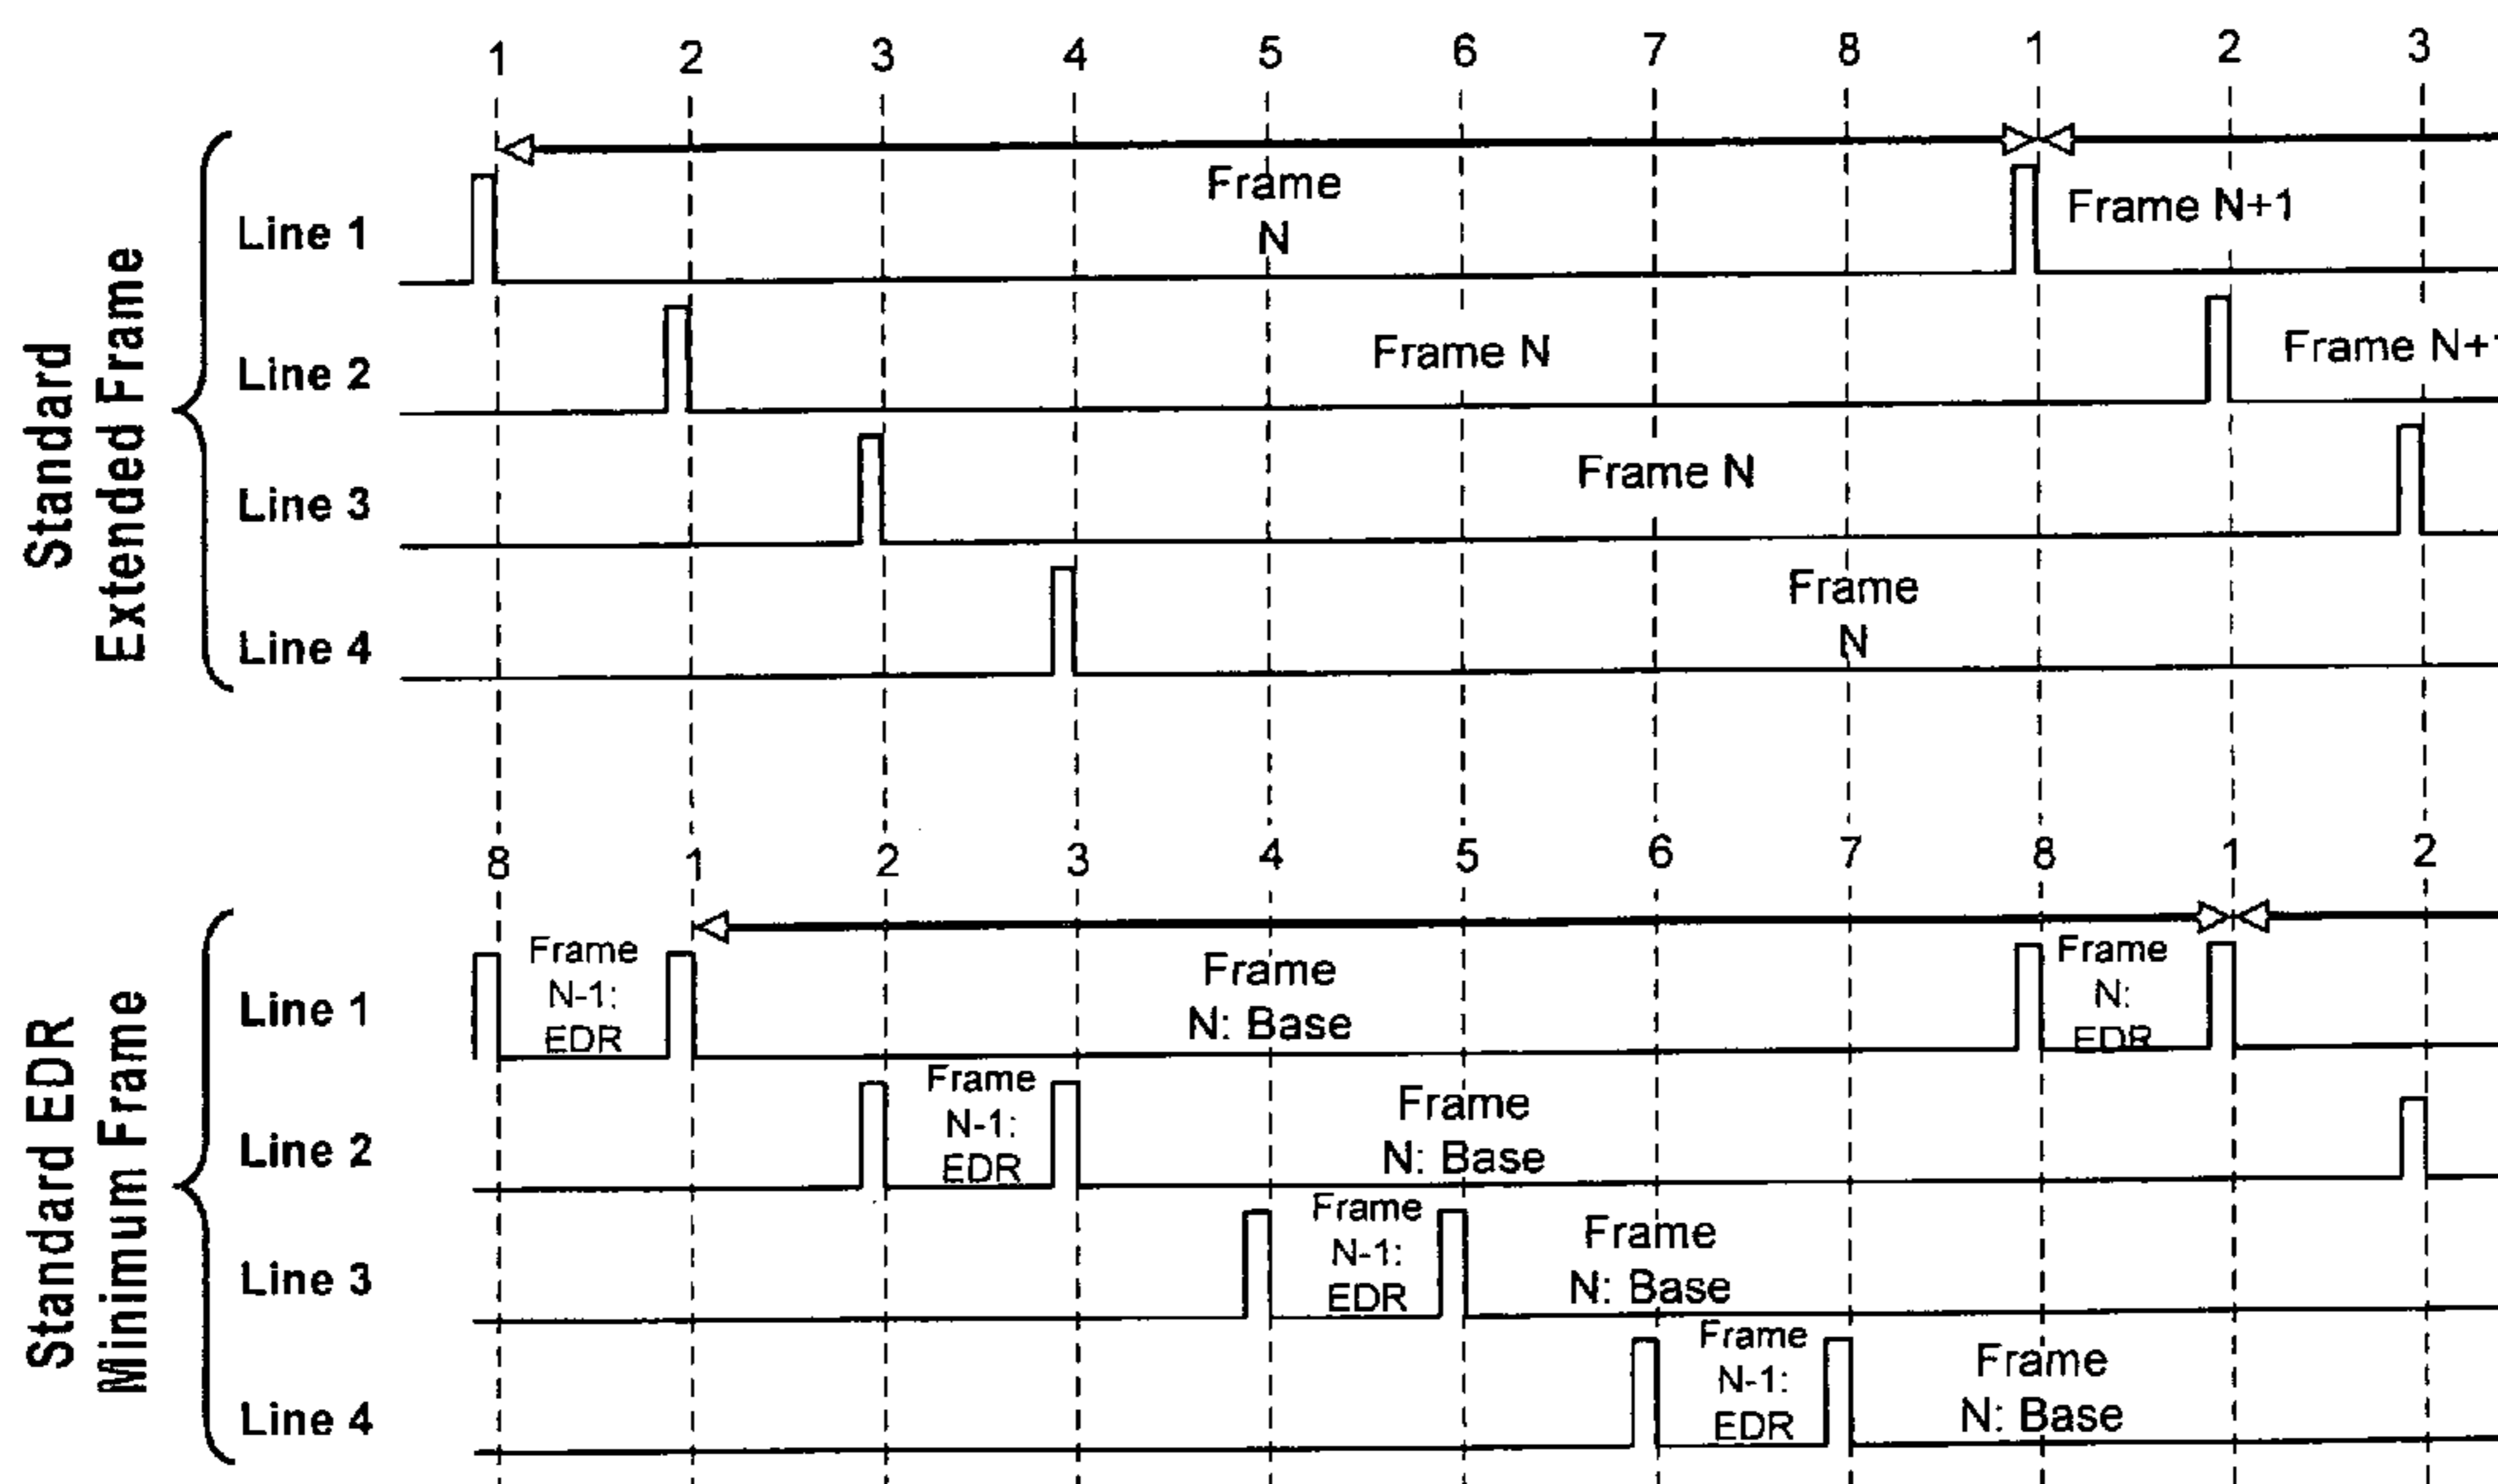 1 2 3 4 5 6 7 8 1 2 3
Standard
Extended Frame
Line 1
Frame
N
Frame N+1
Line 2
Frame N
Frame N+1
Line 3
Frame N
Line 4
Frame
N
8 1 2 3 4 5 6 7 8 1 2
Standard EDR
Minimum Frame
Line 1
Frame
N-1:
EDR
Frame
N: Base
Frame
N:
EDR
Line 2
Frame
N-1:
EDR
Frame
N: Base
Line 3
Frame
N-1:
EDR
Frame
N: Base
Line 4
Frame
N-1:
EDR
Frame
N: Base